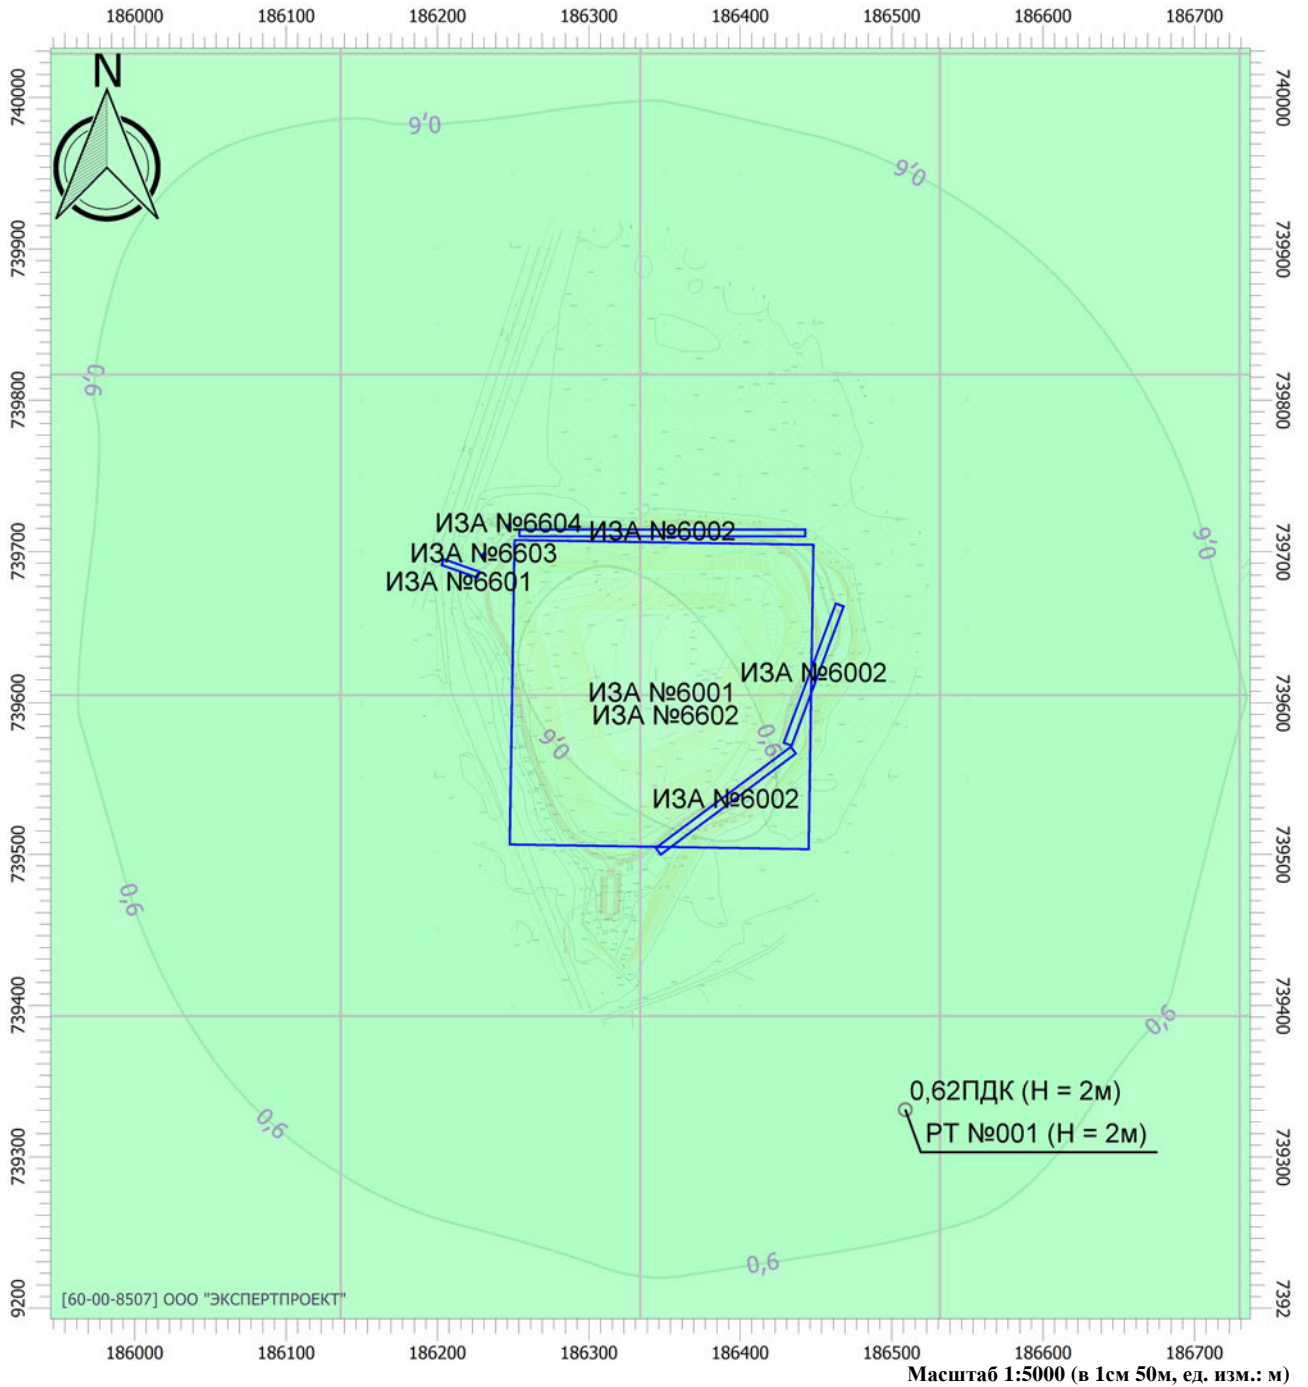 186000 186100 186200 186300 186400 186500 186600 186700
N
740000 740000
0,6
0,6
739900 739900
0,6
739800 739800
ИЗА №6604 ИЗА №6002
739700 739700
0,6
ИЗА №6603
ИЗА №6601
ИЗА №6002
ИЗА №6001
739600 739600
ИЗА №6602
0,6 0,6
ИЗА №6002
739500 739500
0,6
739400 739400
0,6
0,62ПДК (H = 2м)
0,6
РТ №001 (H = 2м)
739300 739300
0,6
[60-00-8507] ООО "ЭКСПЕРТПРОЕКТ"
9200 7392
186000 186100 186200 186300 186400 186500 186600 186700
Масштаб 1:5000 (в 1см 50м, ед. изм.: м)